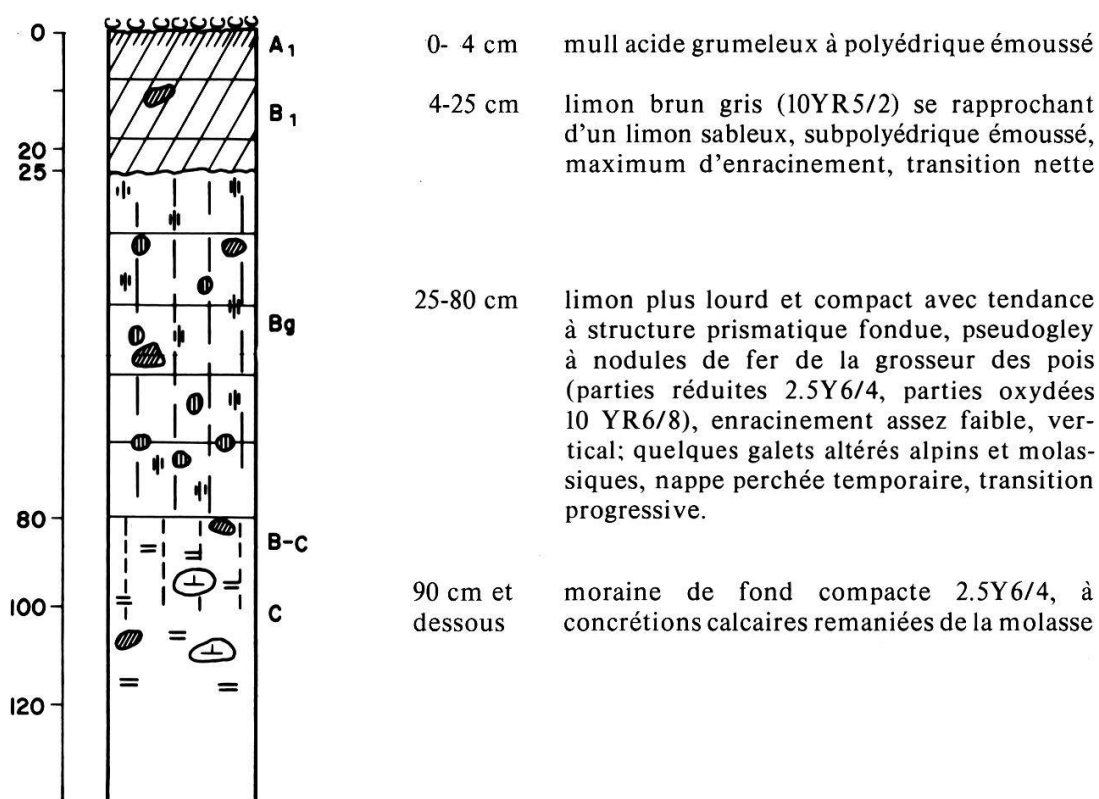 0
A1
0- 4 cm mull acide grumeleux à polyédrique émoussé
B1
4-25 cm limon brun gris (10YR5/2) se rapprochant
d'un limon sableux, subpolyédrique émoussé,
maximum d'enracinement, transition nette
20
25
Bg
25-80 cm limon plus lourd et compact avec tendance
à structure prismatique fondue, pseudogley
à nodules de fer de la grosseur des pois
(parties réduites 2.5Y6/4, parties oxydées
10 YR6/8), enracinement assez faible, ver-
tical; quelques galets altérés alpins et molas-
siques, nappe perchée temporaire, transition
progressive.
80
B-C
100
C
90 cm et moraine de fond compacte 2.5Y6/4, à
dessous concrétions calcaires remaniées de la molasse
120